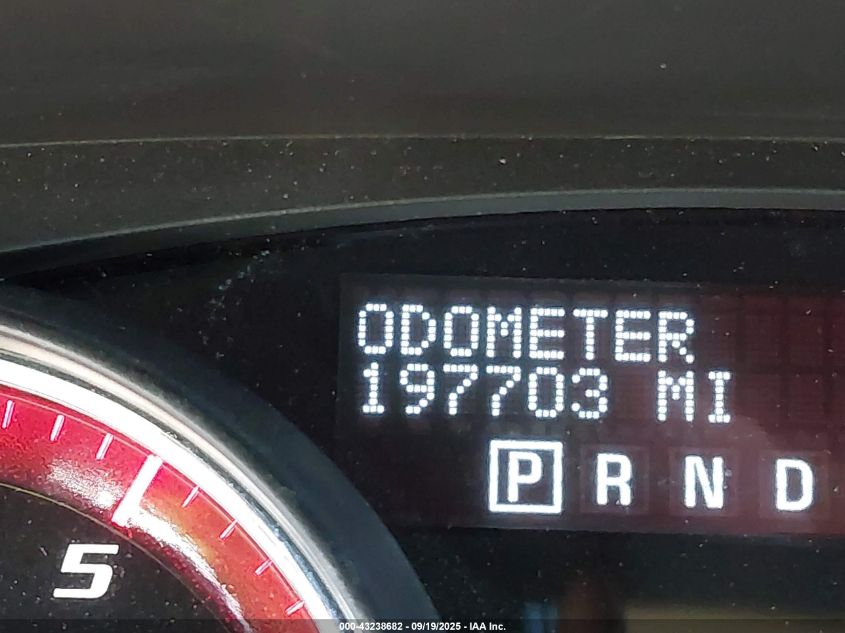 ODOMETER
197703 MI
P R N D
5
000-43238682 - 09/19/2025 - IAA Inc.